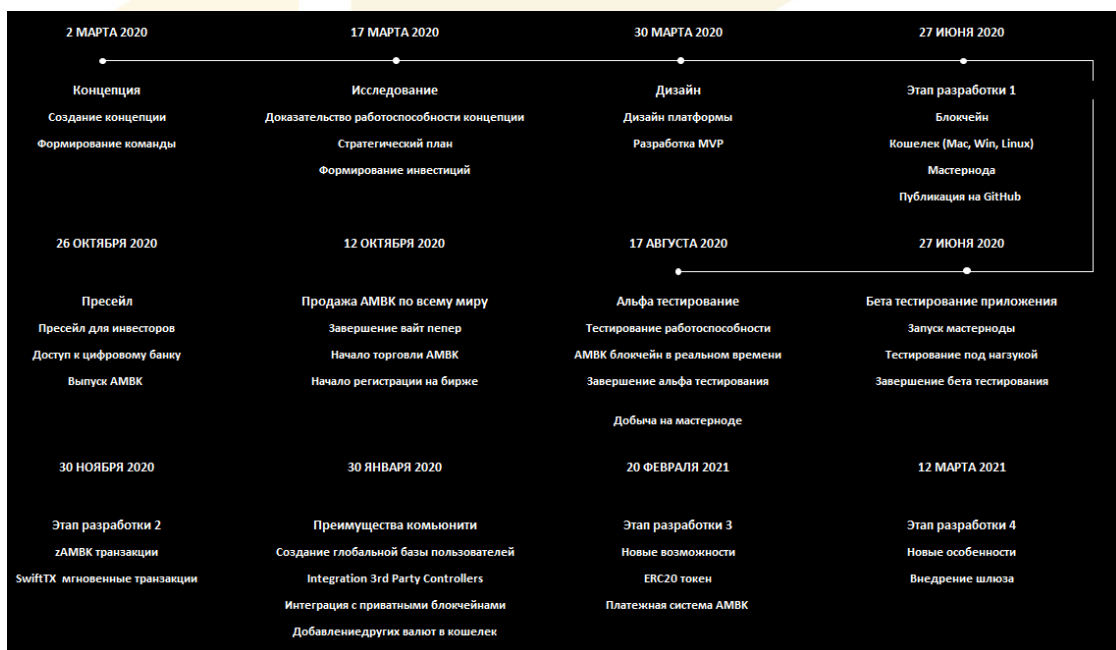 2 МАРТА 2020
17 МАРТА 2020
30 МАРТА 2020
27 ИЮНЯ 2020
Концепция
Создание концепции
Формирование команды
Исследование
Доказательство работоспособности концепции
Стратегический план
Формирование инвестиций
Дизайн
Дизайн платформы
Разработка MVP
Этап разработки 1
Блокчейн
Кошелек (Mac, Win, Linux)
Мастернода
Публикация на GitHub
26 ОКТЯБРЯ 2020
12 ОКТЯБРЯ 2020
17 АВГУСТА 2020
27 ИЮНЯ 2020
Пресейл
Пресейл для инвесторов
Доступ к цифровому банку
Выпуск AMBK
Продажа AMBK по всему миру
Завершение вайт пепер
Начало торговли AMBK
Начало регистрации на бирже
Альфа тестирование
Тестирование работоспособности
AMBK блокчейн в реальном времени
Завершение альфа тестирования
Добыча на мастерноде
Бета тестирование приложения
Запуск мастерноды
Тестирование под нагзукой
Завершение бета тестирования
30 НОЯБРЯ 2020
30 ЯНВАРЯ 2020
20 ФЕВРАЛЯ 2021
12 МАРТА 2021
Этап разработки 2
zAMBK транзакции
SwiftTX мгновенные транзакции
Преимущества комьюнити
Создание глобальной базы пользователей
Integration 3rd Party Controllers
Интеграция с приватными блокчейнами
Добавлениедругих валют в кошелек
Этап разработки 3
Новые возможности
ERC20 токен
Платежная система AMBK
Этап разработки 4
Новые особенности
Внедрение шлюза